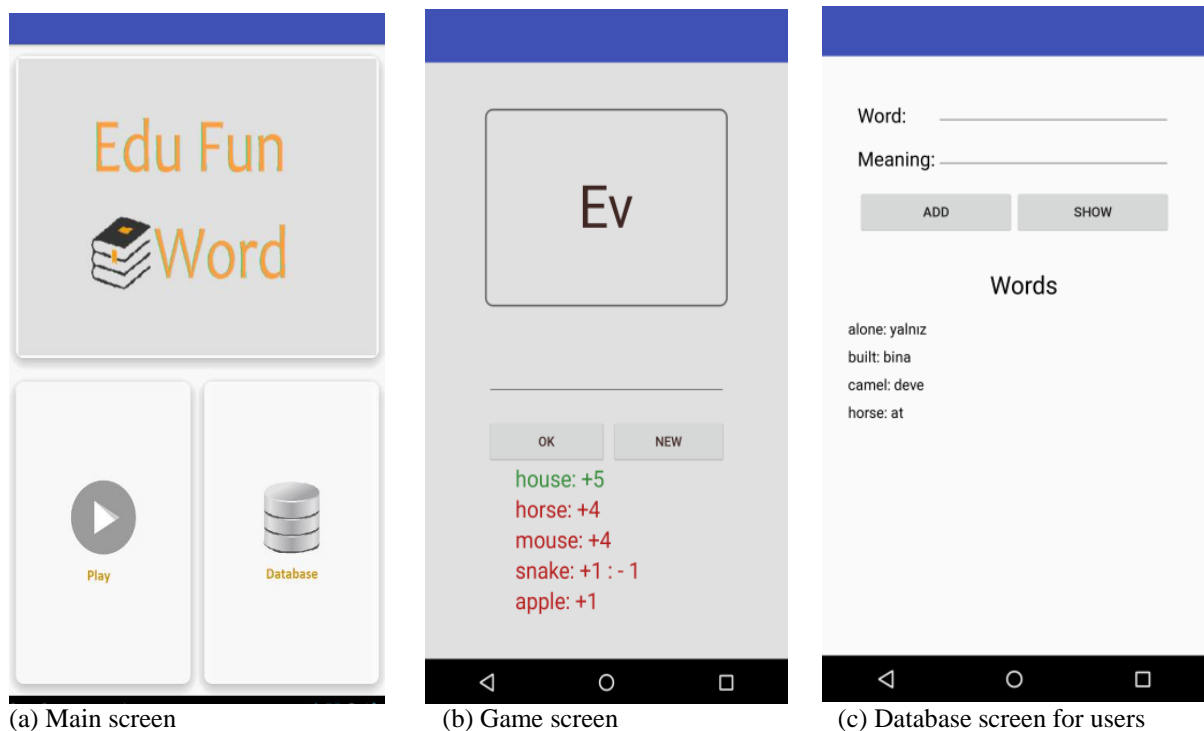 Edu Fun
Word
Play
Database
(a) Main screen
Ev
OK NEW
house: +5
horse: +4
mouse: +4
snake: +1 : - 1
apple: +1
(b) Game screen
Word:
Meaning:
ADD SHOW
Words
alone: yalnız
built: bina
camel: deve
horse: at
(c) Database screen for users